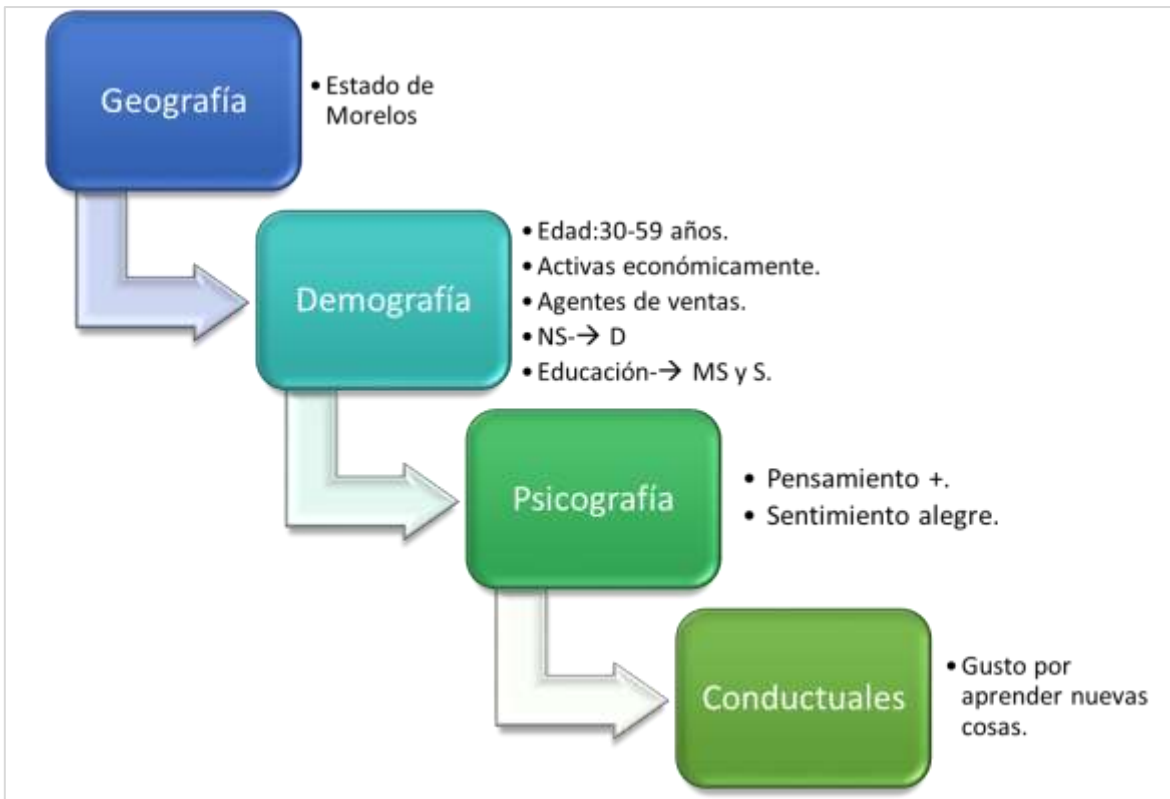 Geografía
• Estado de
Morelos
Demografía
• Edad:30-59 años.
• Activas económicamente.
• Agentes de ventas.
• NS-→ D
• Educación-→ MS y S.
Psicografía
• Pensamiento +.
• Sentimiento alegre.
Conductuales
• Gusto por
aprender nuevas
cosas.